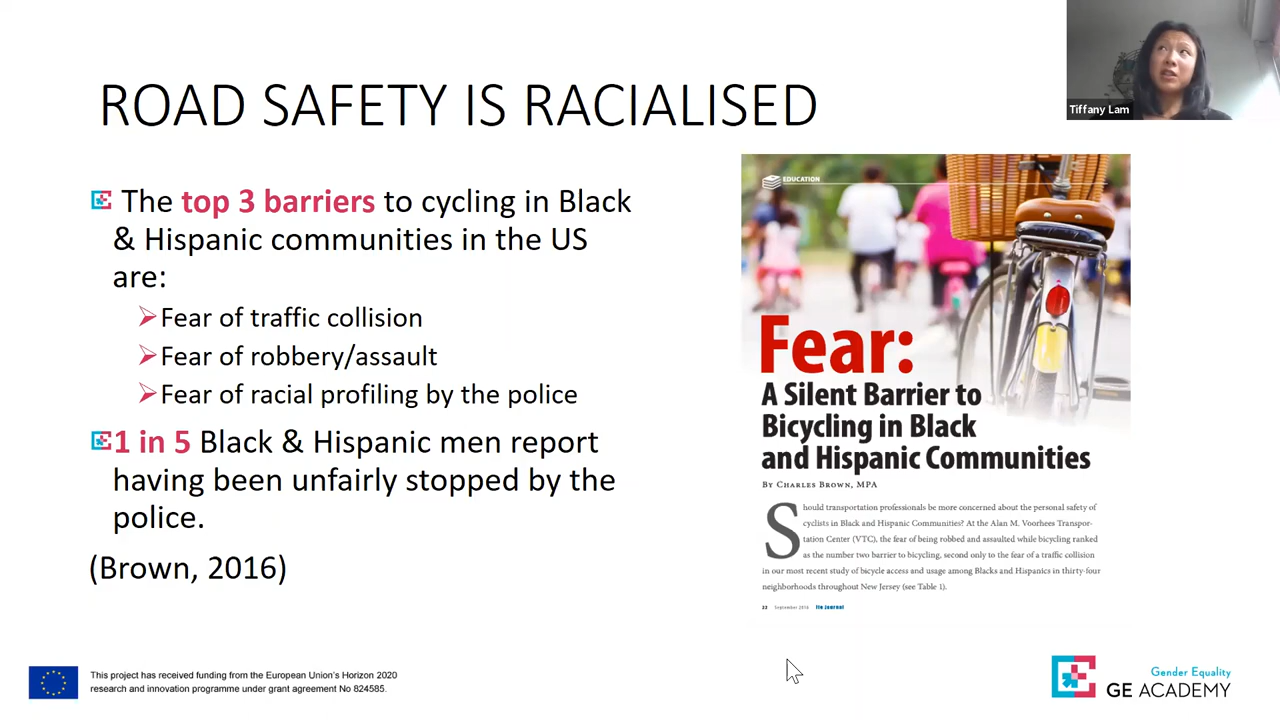 Tiffany Lam
ROAD SAFETY IS RACIALISED
The top 3 barriers to cycling in Black
& Hispanic communities in the US
are:
Fear of traffic collision
Fear of robbery/assault
Fear of racial profiling by the police
1 in 5 Black & Hispanic men report
having been unfairly stopped by the
police.
(Brown, 2016)
EDUCATION
Fear:
A Silent Barrier to
Bicycling in Black
and Hispanic Communities
BY CHARLES BROWN, MPA
Should transportation professionals be more concerned about the personal safety of
cyclists in Black and Hispanic Communities? At the Alan M. Voorhees Transpor-
tation Center (VTC), the fear of being robbed and assaulted while bicycling ranked
as the number two barrier to bicycling, second only to the fear of a traffic collision
in our most recent study of bicycle access and usage among Blacks and Hispanics in thirty-four
neighborhoods throughout New Jersey (see Table 1).
22 September 2016 ite journal
This project has received funding from the European Union's Horizon 2020
research and innovation programme under grant agreement No 824585.
Gender Equality
GE ACADEMY